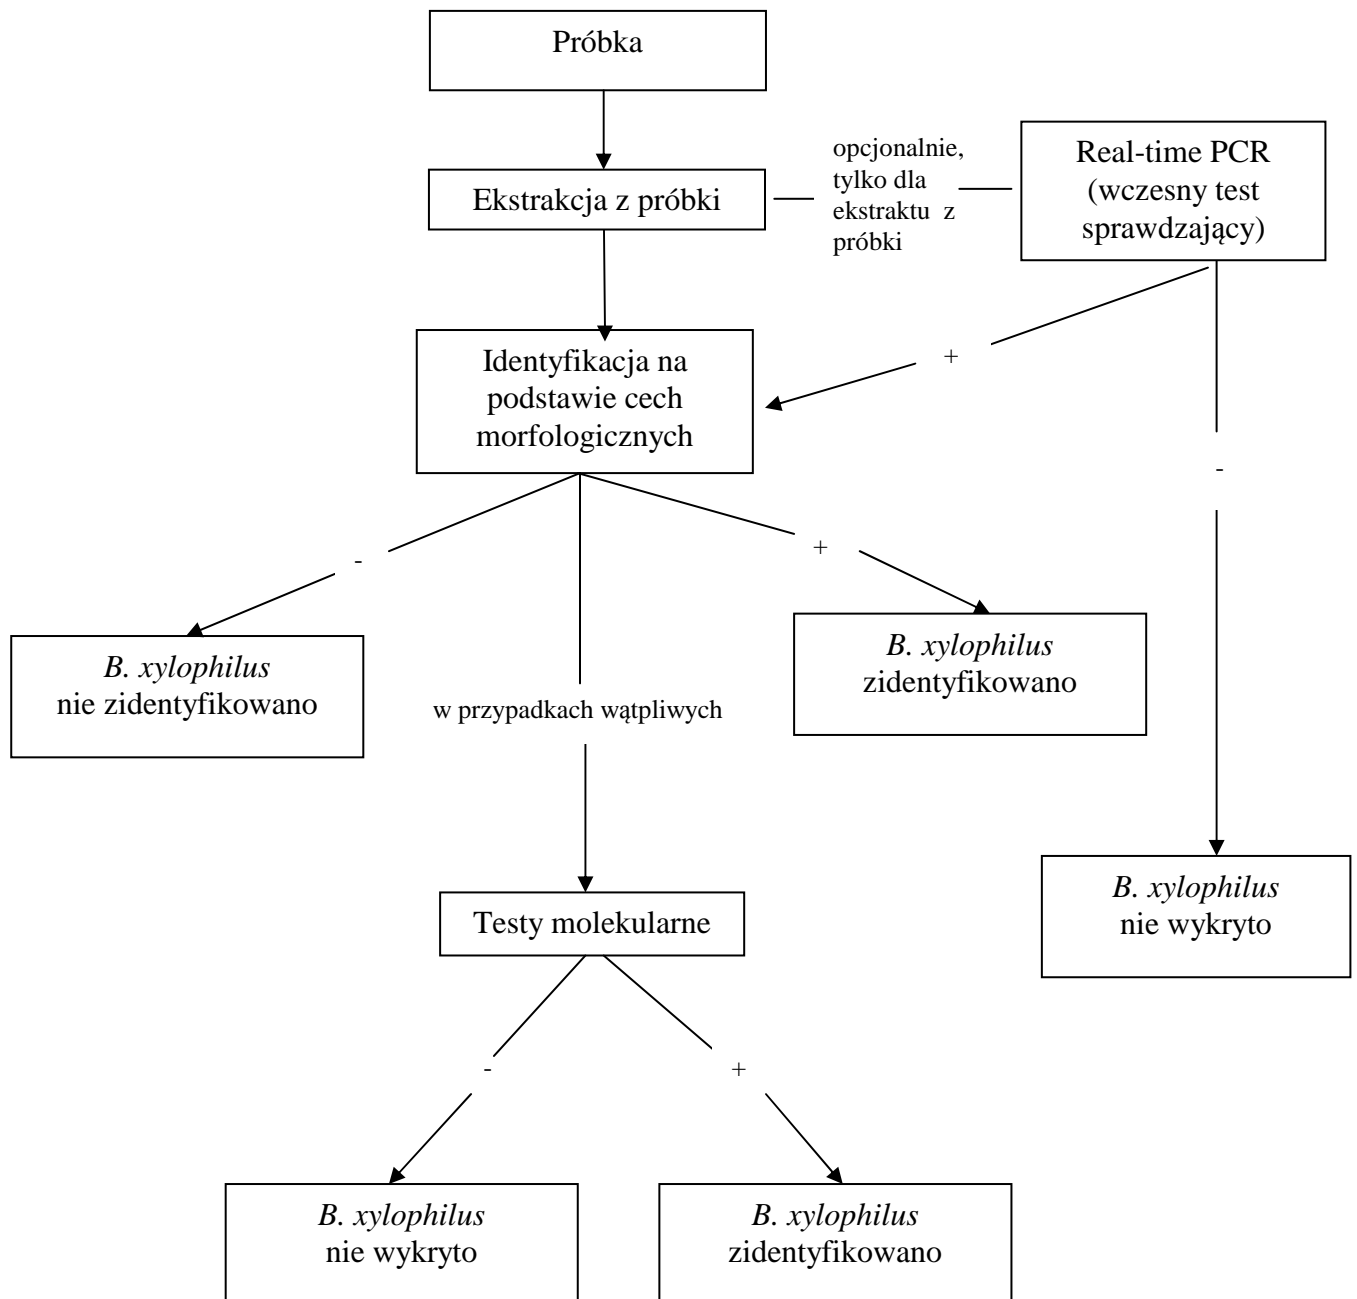 Próbka
Ekstrakcja z próbki
opcjonalnie,
tylko dla
ekstraktu z
próbki
Real-time PCR
(wczesny test
sprawdzający)
Identyfikacja na
podstawie cech
morfologicznych
+
-
-
+
B. xylophilus
nie zidentyfikowano
w przypadkach wątpliwych
B. xylophilus
zidentyfikowano
Testy molekularne
B. xylophilus
nie wykryto
-
+
B. xylophilus
nie wykryto
B. xylophilus
zidentyfikowano